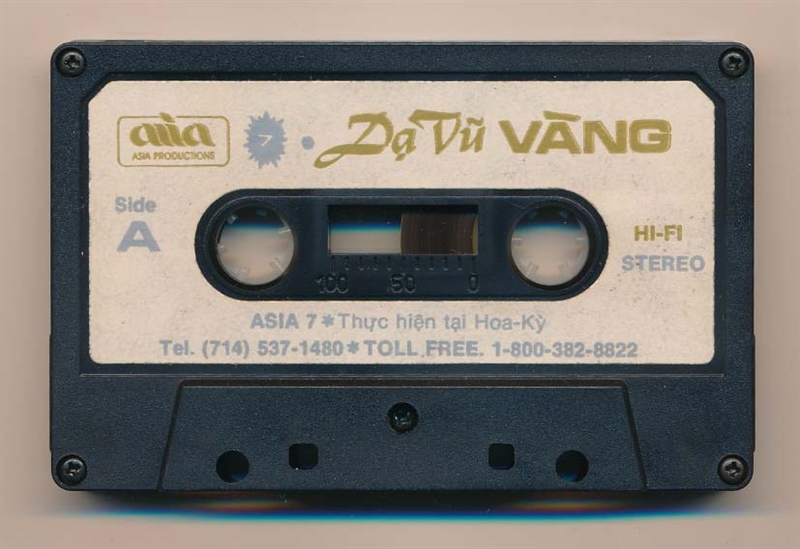 asia
ASIA PRODUCTIONS
7 • Dạ Vũ VÀNG
Side
A
HI-FI
STEREO
100 50 0
ASIA 7 * Thực hiện tại Hoa-Kỳ
Tel. (714) 537-1480 * TOLL FREE. 1-800-382-8822